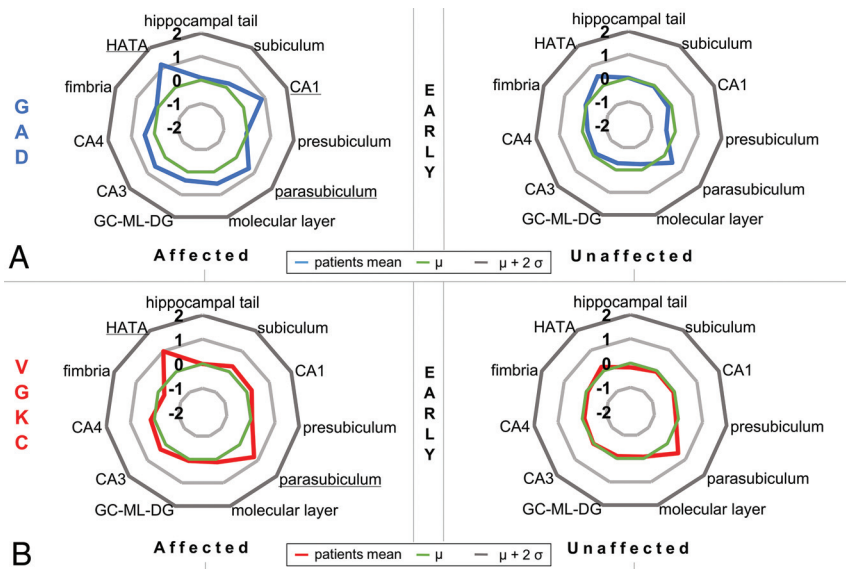 hippocampal tail
HATA
subiculum
fimbria
CA1
CA4
presubiculum
CA3
parasubiculum
GC-ML-DG
molecular layer
2
1
0
-1
-2
G
A
D
E
A
R
L
Y
hippocampal tail
HATA
subiculum
fimbria
CA1
CA4
presubiculum
CA3
parasubiculum
GC-ML-DG
molecular layer
2
1
0
-1
-2
A
Affected
patients mean μ μ + 2 σ
Unaffected
hippocampal tail
HATA
subiculum
fimbria
CA1
CA4
presubiculum
CA3
parasubiculum
GC-ML-DG
molecular layer
2
1
0
-1
-2
V
G
K
C
E
A
R
L
Y
hippocampal tail
HATA
subiculum
fimbria
CA1
CA4
presubiculum
CA3
parasubiculum
GC-ML-DG
molecular layer
2
1
0
-1
-2
B
Affected
patients mean μ μ + 2 σ
Unaffected